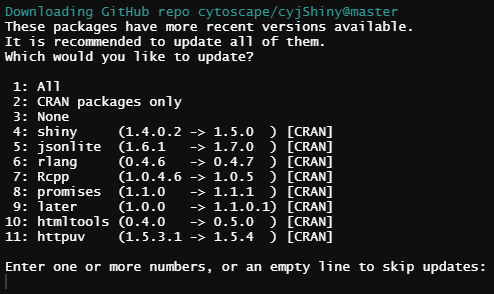 Downloading GitHub repo cytoscape/cyjShiny@master
These packages have more recent versions available.
It is recommended to update all of them.
Which would you like to update?
1: All
2: CRAN packages only
3: None
4: shiny (1.4.0.2 -> 1.5.0 ) [CRAN]
5: jsonlite (1.6.1 -> 1.7.0 ) [CRAN]
6: rlang (0.4.6 -> 0.4.7 ) [CRAN]
7: Rcpp (1.0.4.6 -> 1.0.5 ) [CRAN]
8: promises (1.1.0 -> 1.1.1 ) [CRAN]
9: later (1.0.0 -> 1.1.0.1) [CRAN]
10: htmltools (0.4.0 -> 0.5.0 ) [CRAN]
11: httpuv (1.5.3.1 -> 1.5.4 ) [CRAN]
Enter one or more numbers, or an empty line to skip updates: